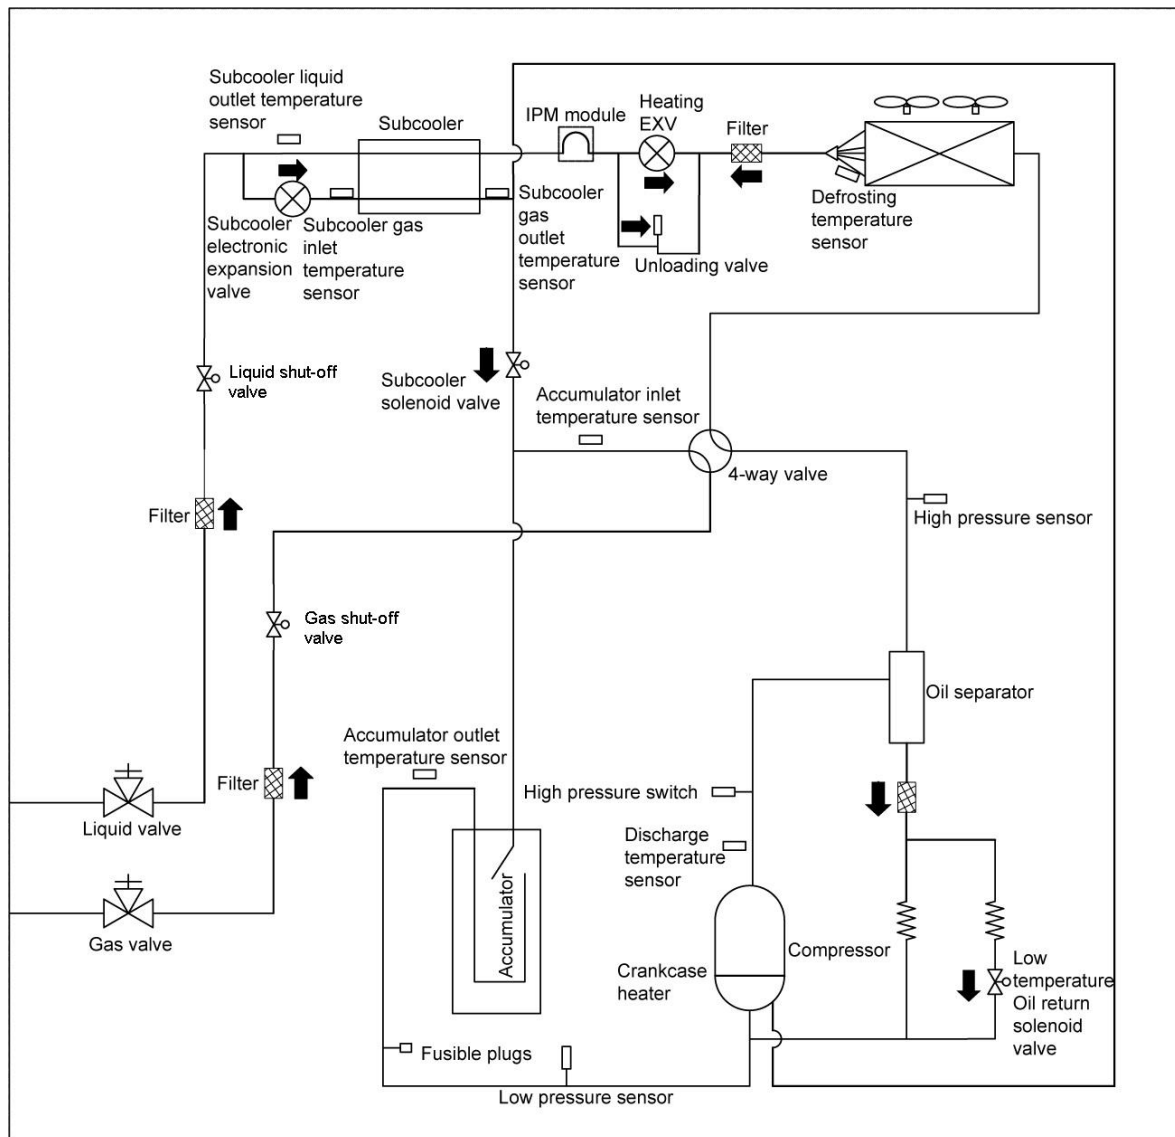 Subcooler liquid
outlet temperature
sensor
Subcooler
IPM module
Heating
EXV
Filter
Defrosting
temperature
sensor
Subcooler
electronic
expansion
valve
Subcooler gas
inlet
temperature
sensor
Subcooler
gas
outlet
temperature
sensor
Unloading valve
Liquid shut-off
valve
Subcooler
solenoid valve
Accumulator inlet
temperature sensor
4-way valve
High pressure sensor
Filter
Gas shut-off
valve
Oil separator
Accumulator outlet
temperature sensor
Filter
High pressure switch
Liquid valve
Discharge
temperature
sensor
Accumulator
Gas valve
Compressor
Crankcase
heater
Low
temperature
Oil return
solenoid
valve
Fusible plugs
Low pressure sensor